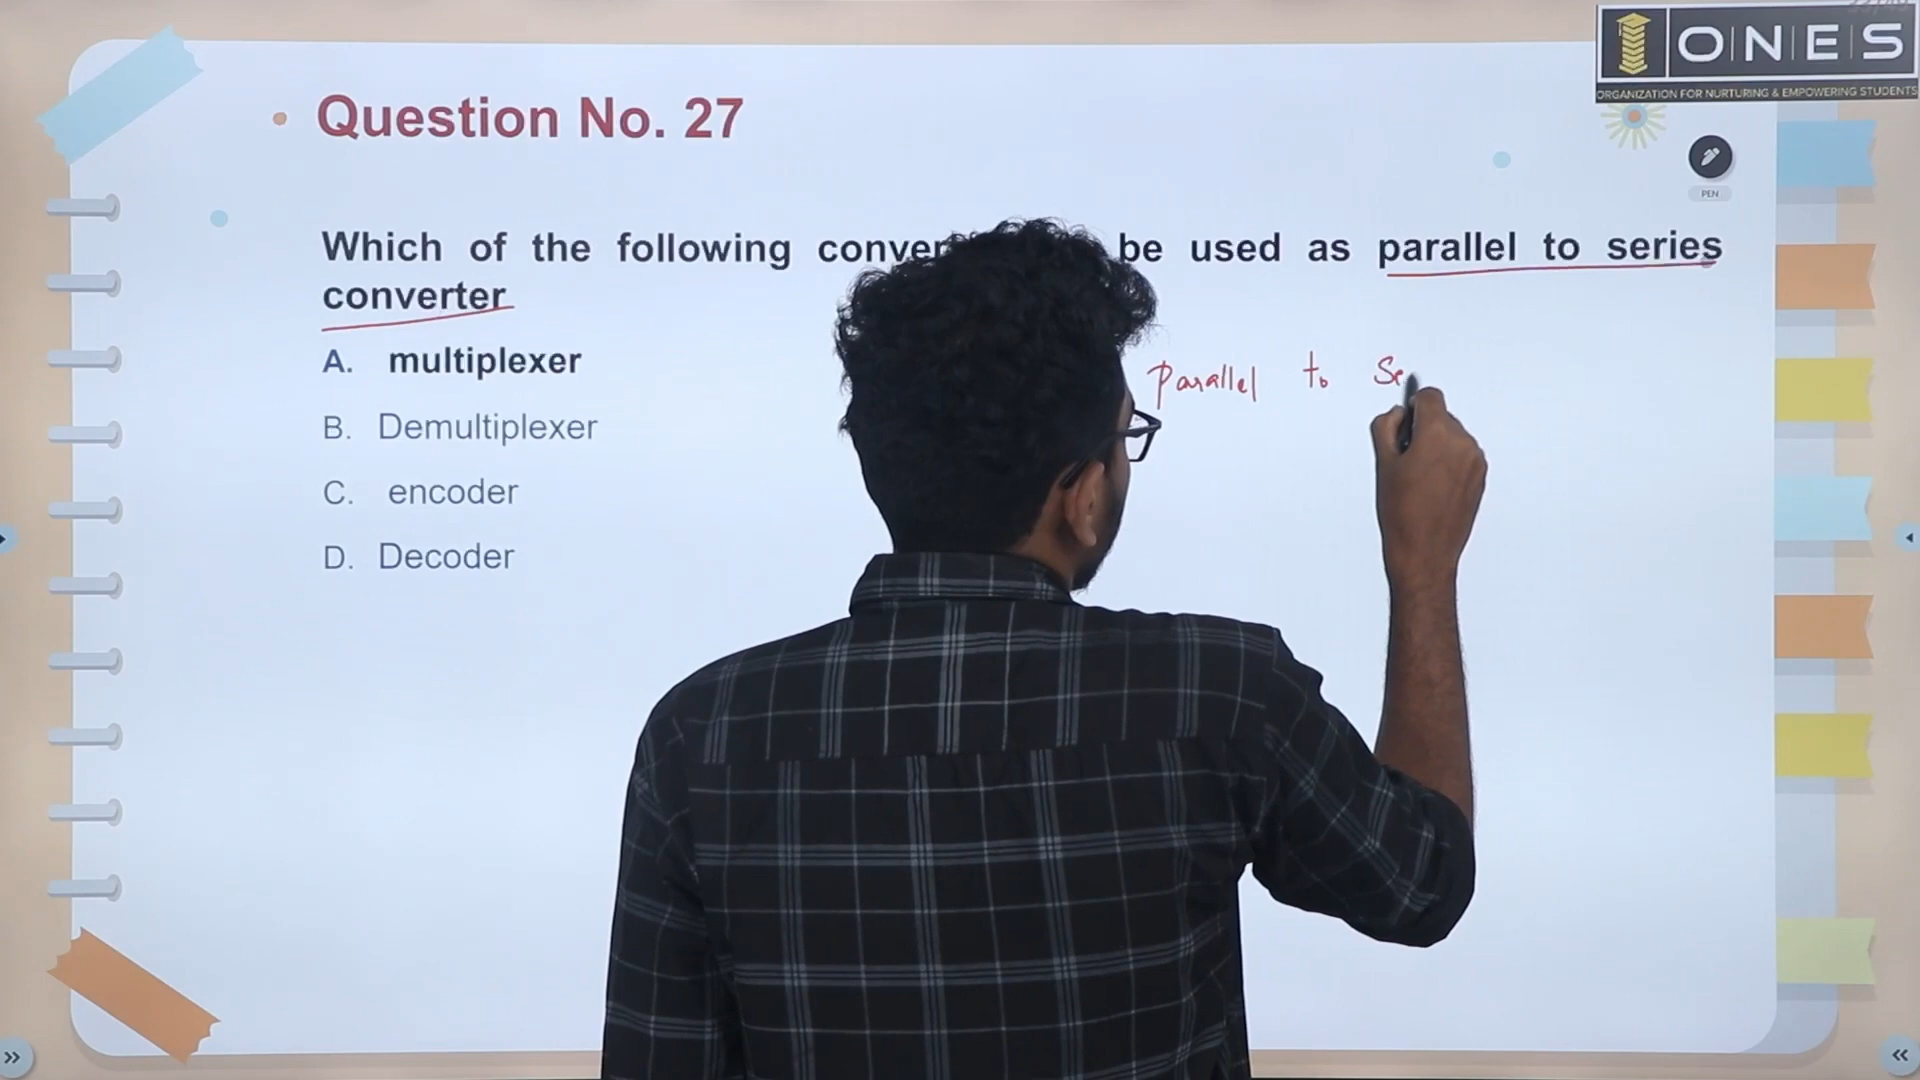 ONES
ORGANIZATION FOR NURTURING & EMPOWERING STUDENTS
Question No. 27
PEN
Which of the following conver be used as parallel to series
converter
A. multiplexer
Parallel to Se
B. Demultiplexer
C. encoder
D. Decoder